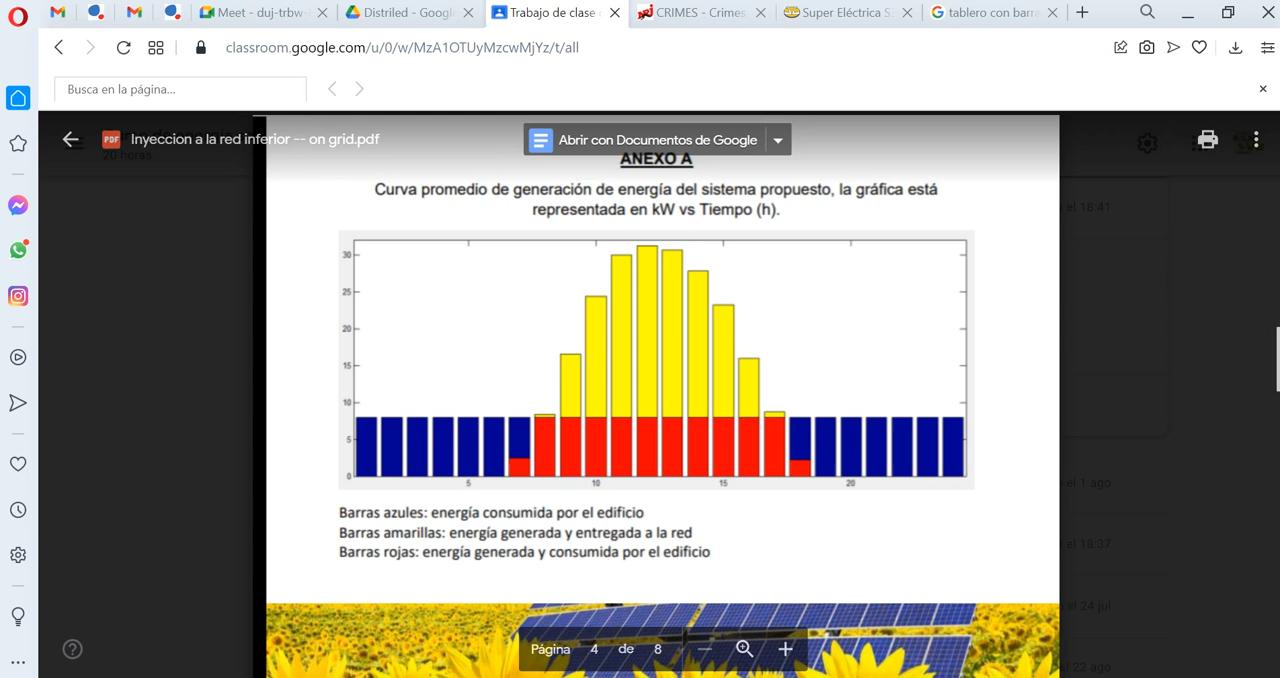 Meet - duj-trbw-
Distriled - Google
Trabajo de clase
CRIMES - Crimes
Super Eléctrica S.
tablero con barra
classroom.google.com/u/0/w/MzA1OTUyMzcwMjYz/t/all
Busca en la página...
PDF
Inyeccion a la red inferior -- on grid.pdf
Abrir con Documentos de Google
20 horas
el 18:41
ANEXO A
Curva promedio de generación de energía del sistema propuesto, la gráfica está
representada en kW vs Tiempo (h).
30
25
20
15
10
5
0
5 10 15 20
el 1 ago
Barras azules: energía consumida por el edificio
Barras amarillas: energía generada y entregada a la red
Barras rojas: energía generada y consumida por el edificio
el 18:37
el 24 jul
Página 4 de 8
22 ago